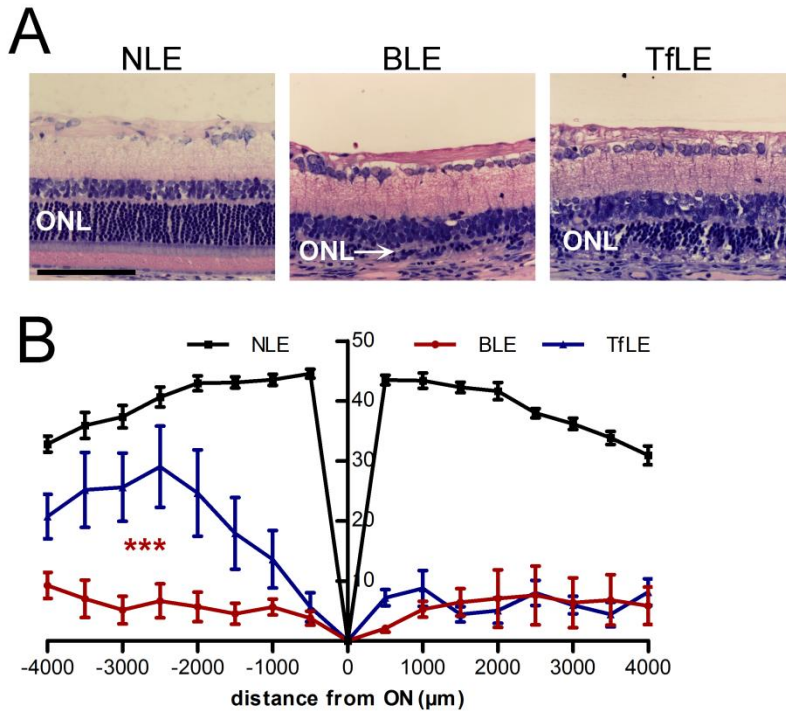 A
NLE BLE TfLE
ONL ONL ONL
B
NLE BLE TfLE
50
40
30
20
10
***
-4000 -3000 -2000 -1000 0 1000 2000 3000 4000
distance from ON (µm)